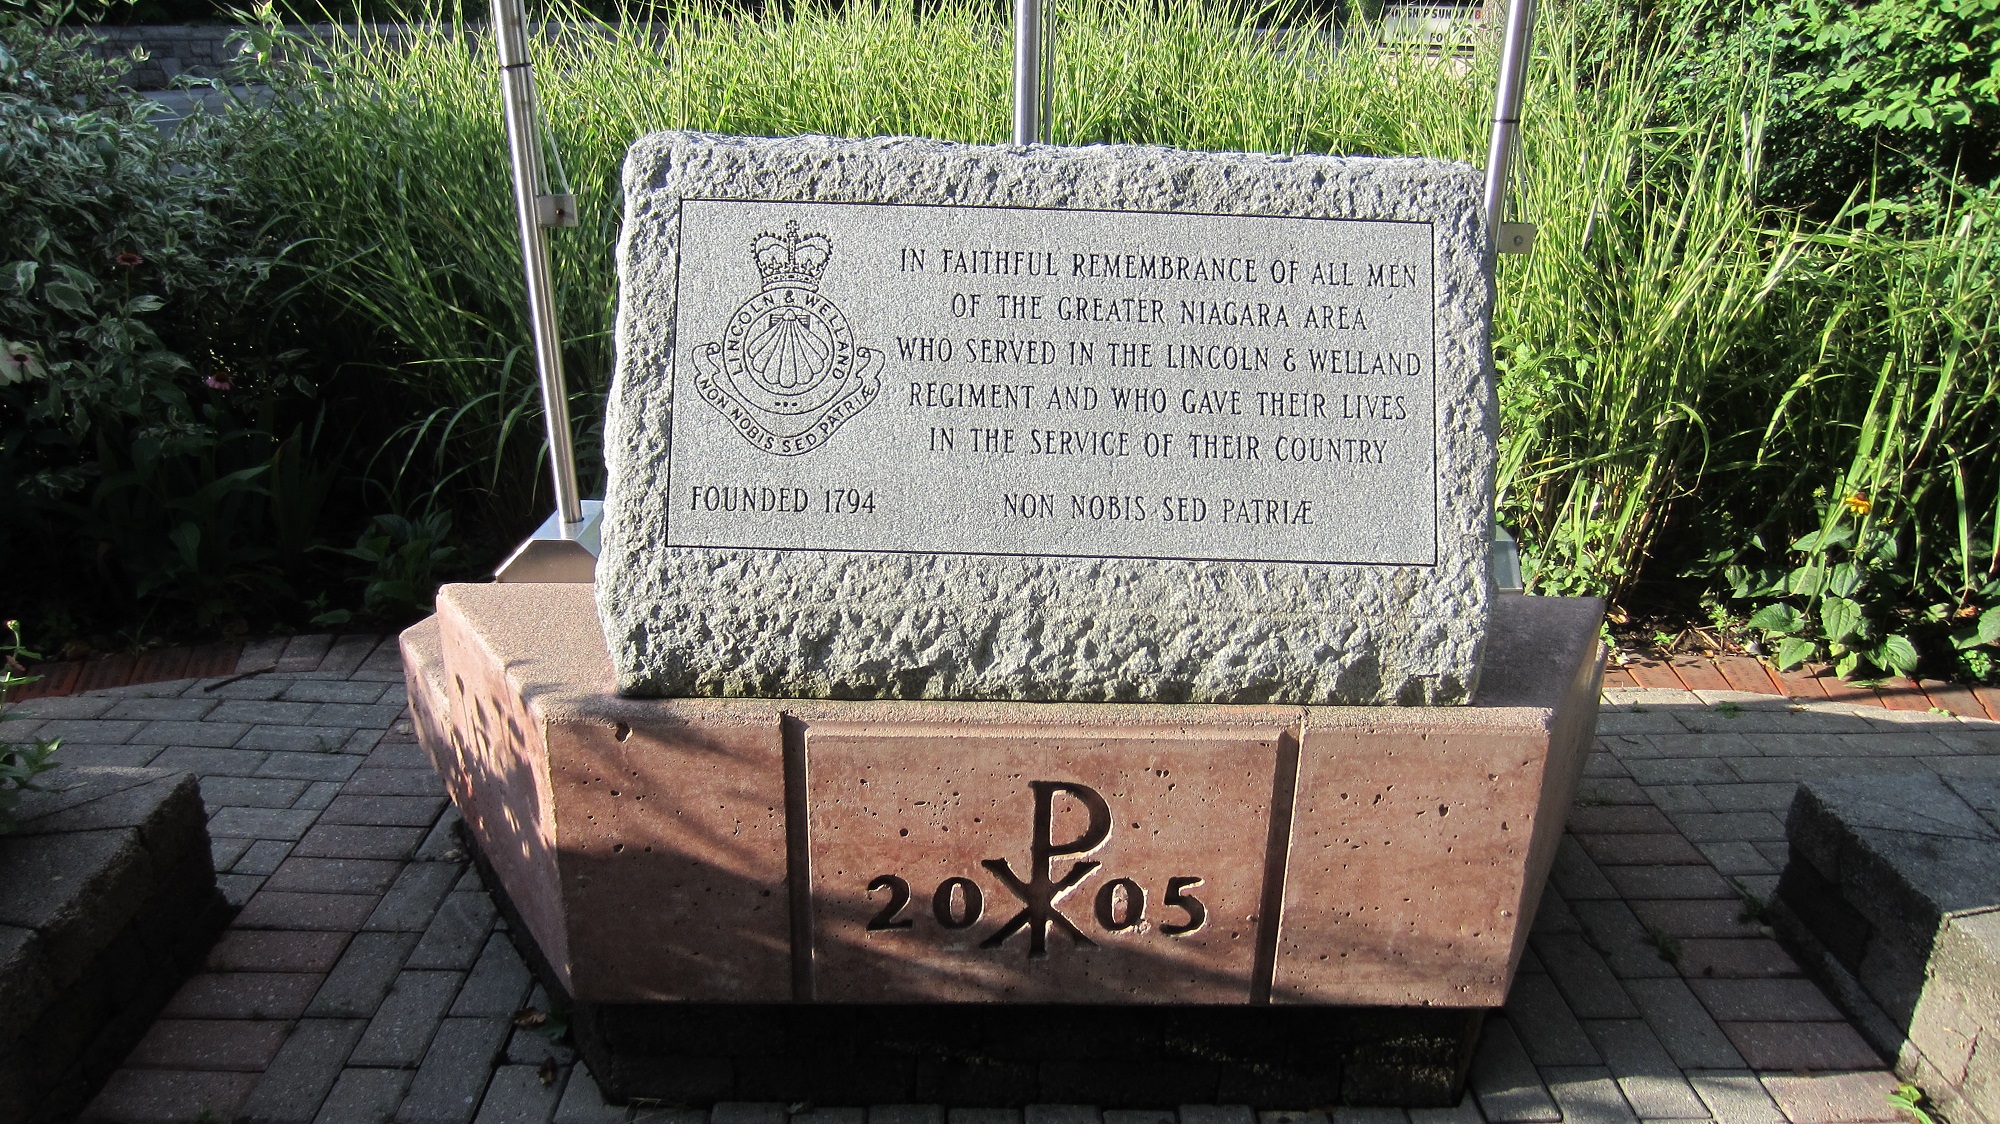 LINCOLN & WELLAND
NON NOBIS SED PATRIÆ
FOUNDED 1794
IN FAITHFUL REMEMBRANCE OF ALL MEN
OF THE GREATER NIAGARA AREA
WHO SERVED IN THE LINCOLN & WELLAND
REGIMENT AND WHO GAVE THEIR LIVES
IN THE SERVICE OF THEIR COUNTRY
NON NOBIS SED PATRIÆ
20 ☧ 05